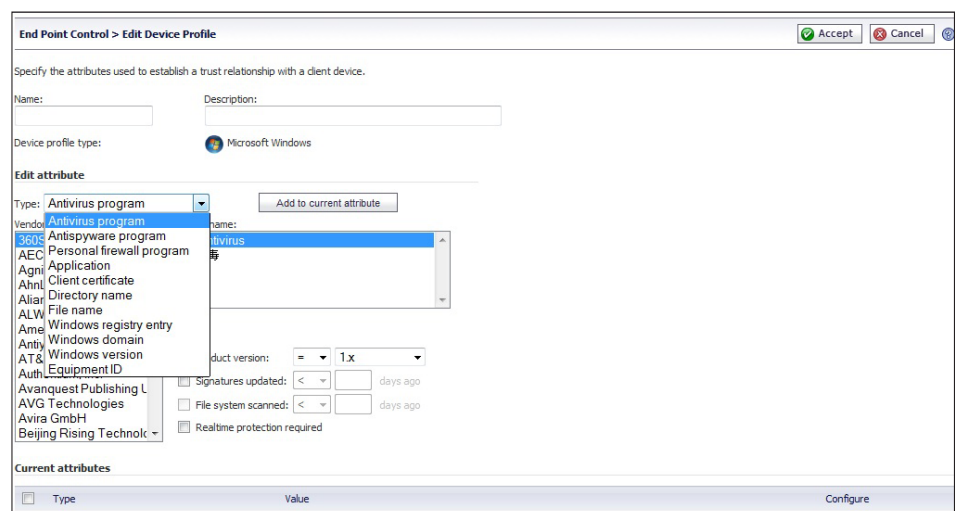 End Point Control > Edit Device Profile
Accept
Cancel
Specify the attributes used to establish a trust relationship with a client device.
Name:
Description:
Device profile type:
Microsoft Windows
Edit attribute
Type:
Antivirus program
Add to current attribute
Antivirus program
Antispyware program
Personal firewall program
Application
Client certificate
Directory name
File name
Windows registry entry
Windows domain
Windows version
Equipment ID
name:
Avanquest Publishing
AVG Technologies
Avira GmbH
Beijing Rising
= 1.x
Signatures updated: < days ago
File system scanned: < days ago
Realtime protection required
Current attributes
Type
Value
Configure